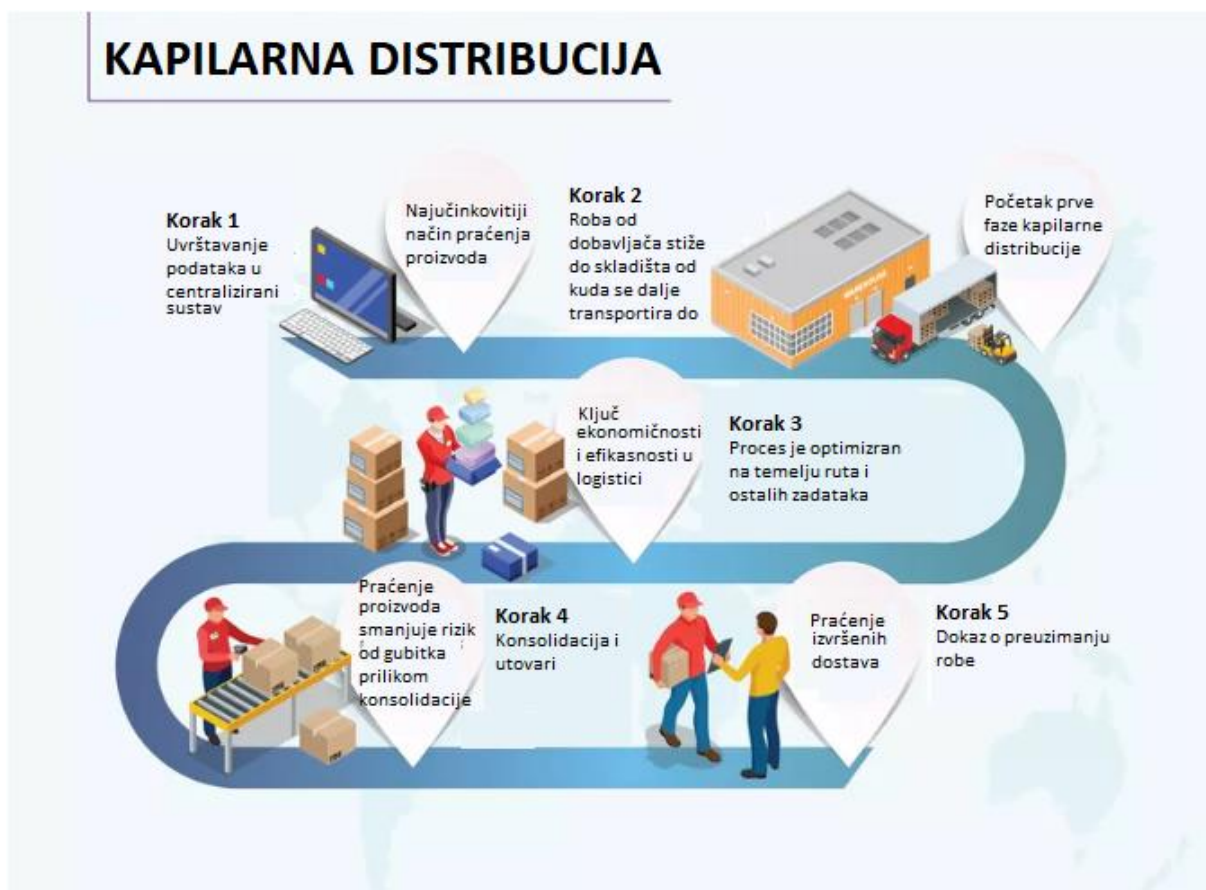 KAPILARNA DISTRIBUCIJA
Korak 1
Uvrštavanje
podataka u
centralizirani
sustav
Najučinkovitiji
način praćenja
proizvoda
Korak 2
Roba od
dobavljača stiže
do skladišta od
kuda se dalje
transportira do
Početak prve
faze kapilarne
distribucije
Ključ
ekonomičnosti
i efikasnosti u
logistici
Korak 3
Proces je optimizran
na temelju ruta i
ostalih zadataka
Praćenje
proizvoda
smanjuje rizik
od gubitka
prilikom
konsolidacije
Korak 4
Konsolidacija i
utovari
Praćenje
izvršenih
dostava
Korak 5
Dokaz o preuzimanju
robe